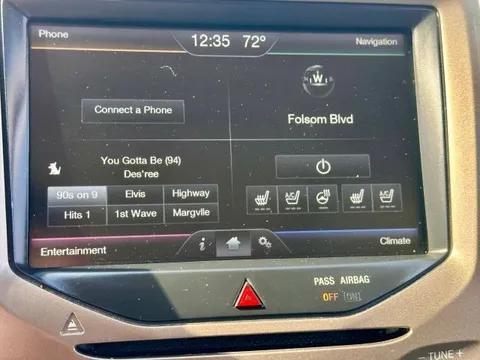 Phone
12:35 72°
Navigation
W
Connect a Phone
Folsom Blvd
You Gotta Be (94)
Des'ree
90s on 9 Elvis Highway
Hits 1 1st Wave Margvlle
A/C A/C
Entertainment
i
Climate
PASS AIRBAG
OFF ON
- TUNE +